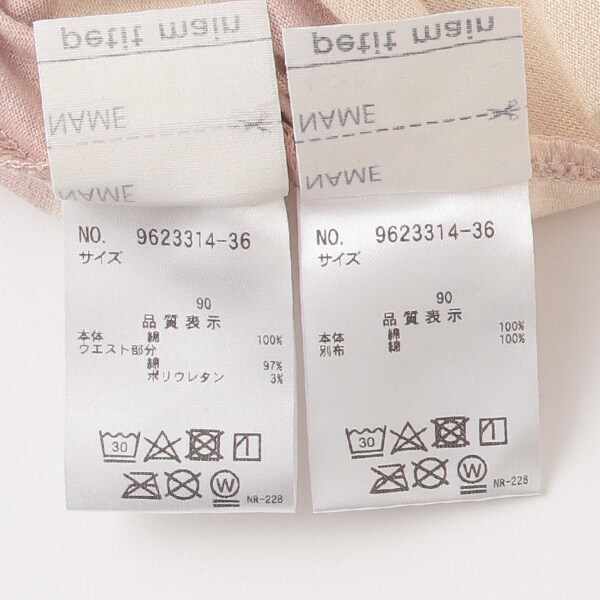 petit main
NAME
NAME
NO. 9623314-36
サイズ
90
品質表示
本体 綿 100%
ウエスト部分
綿 97%
ポリウレタン 3%
30
W
NR-228
petit main
NAME
NAME
NO. 9623314-36
サイズ
90
品質表示
本体 綿 100%
別布 綿 100%
30
W
NR-228